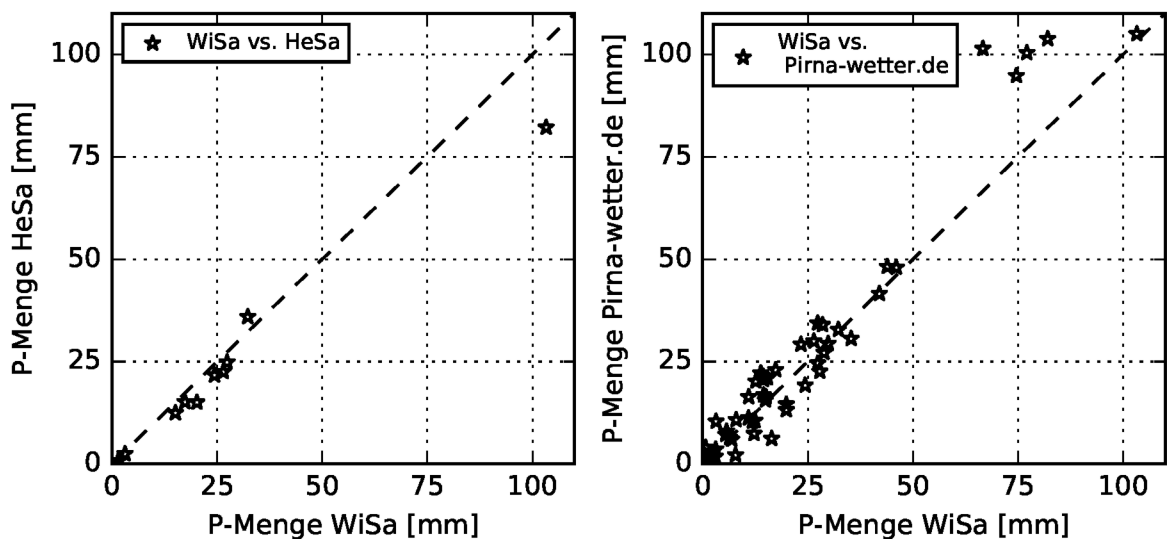 WiSa vs. HeSa
100
75
50
25
0
P-Menge HeSa [mm]
0 25 50 75 100
P-Menge WiSa [mm]
WiSa vs.
Pirna-wetter.de
100
75
50
25
0
P-Menge Pirna-wetter.de [mm]
0 25 50 75 100
P-Menge WiSa [mm]